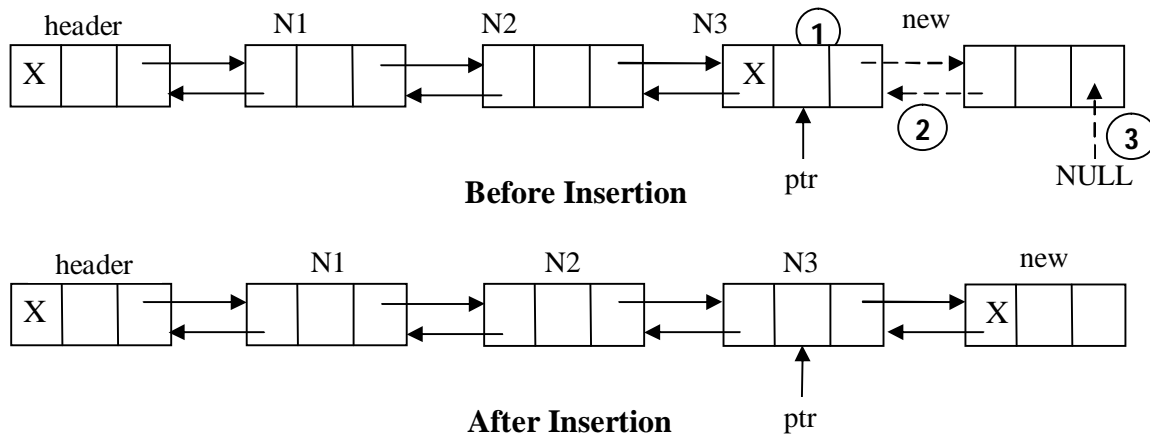 header N1 N2 N3 1 new
X X
2 3
Before Insertion ptr NULL
header N1 N2 N3 new
X X
After Insertion ptr